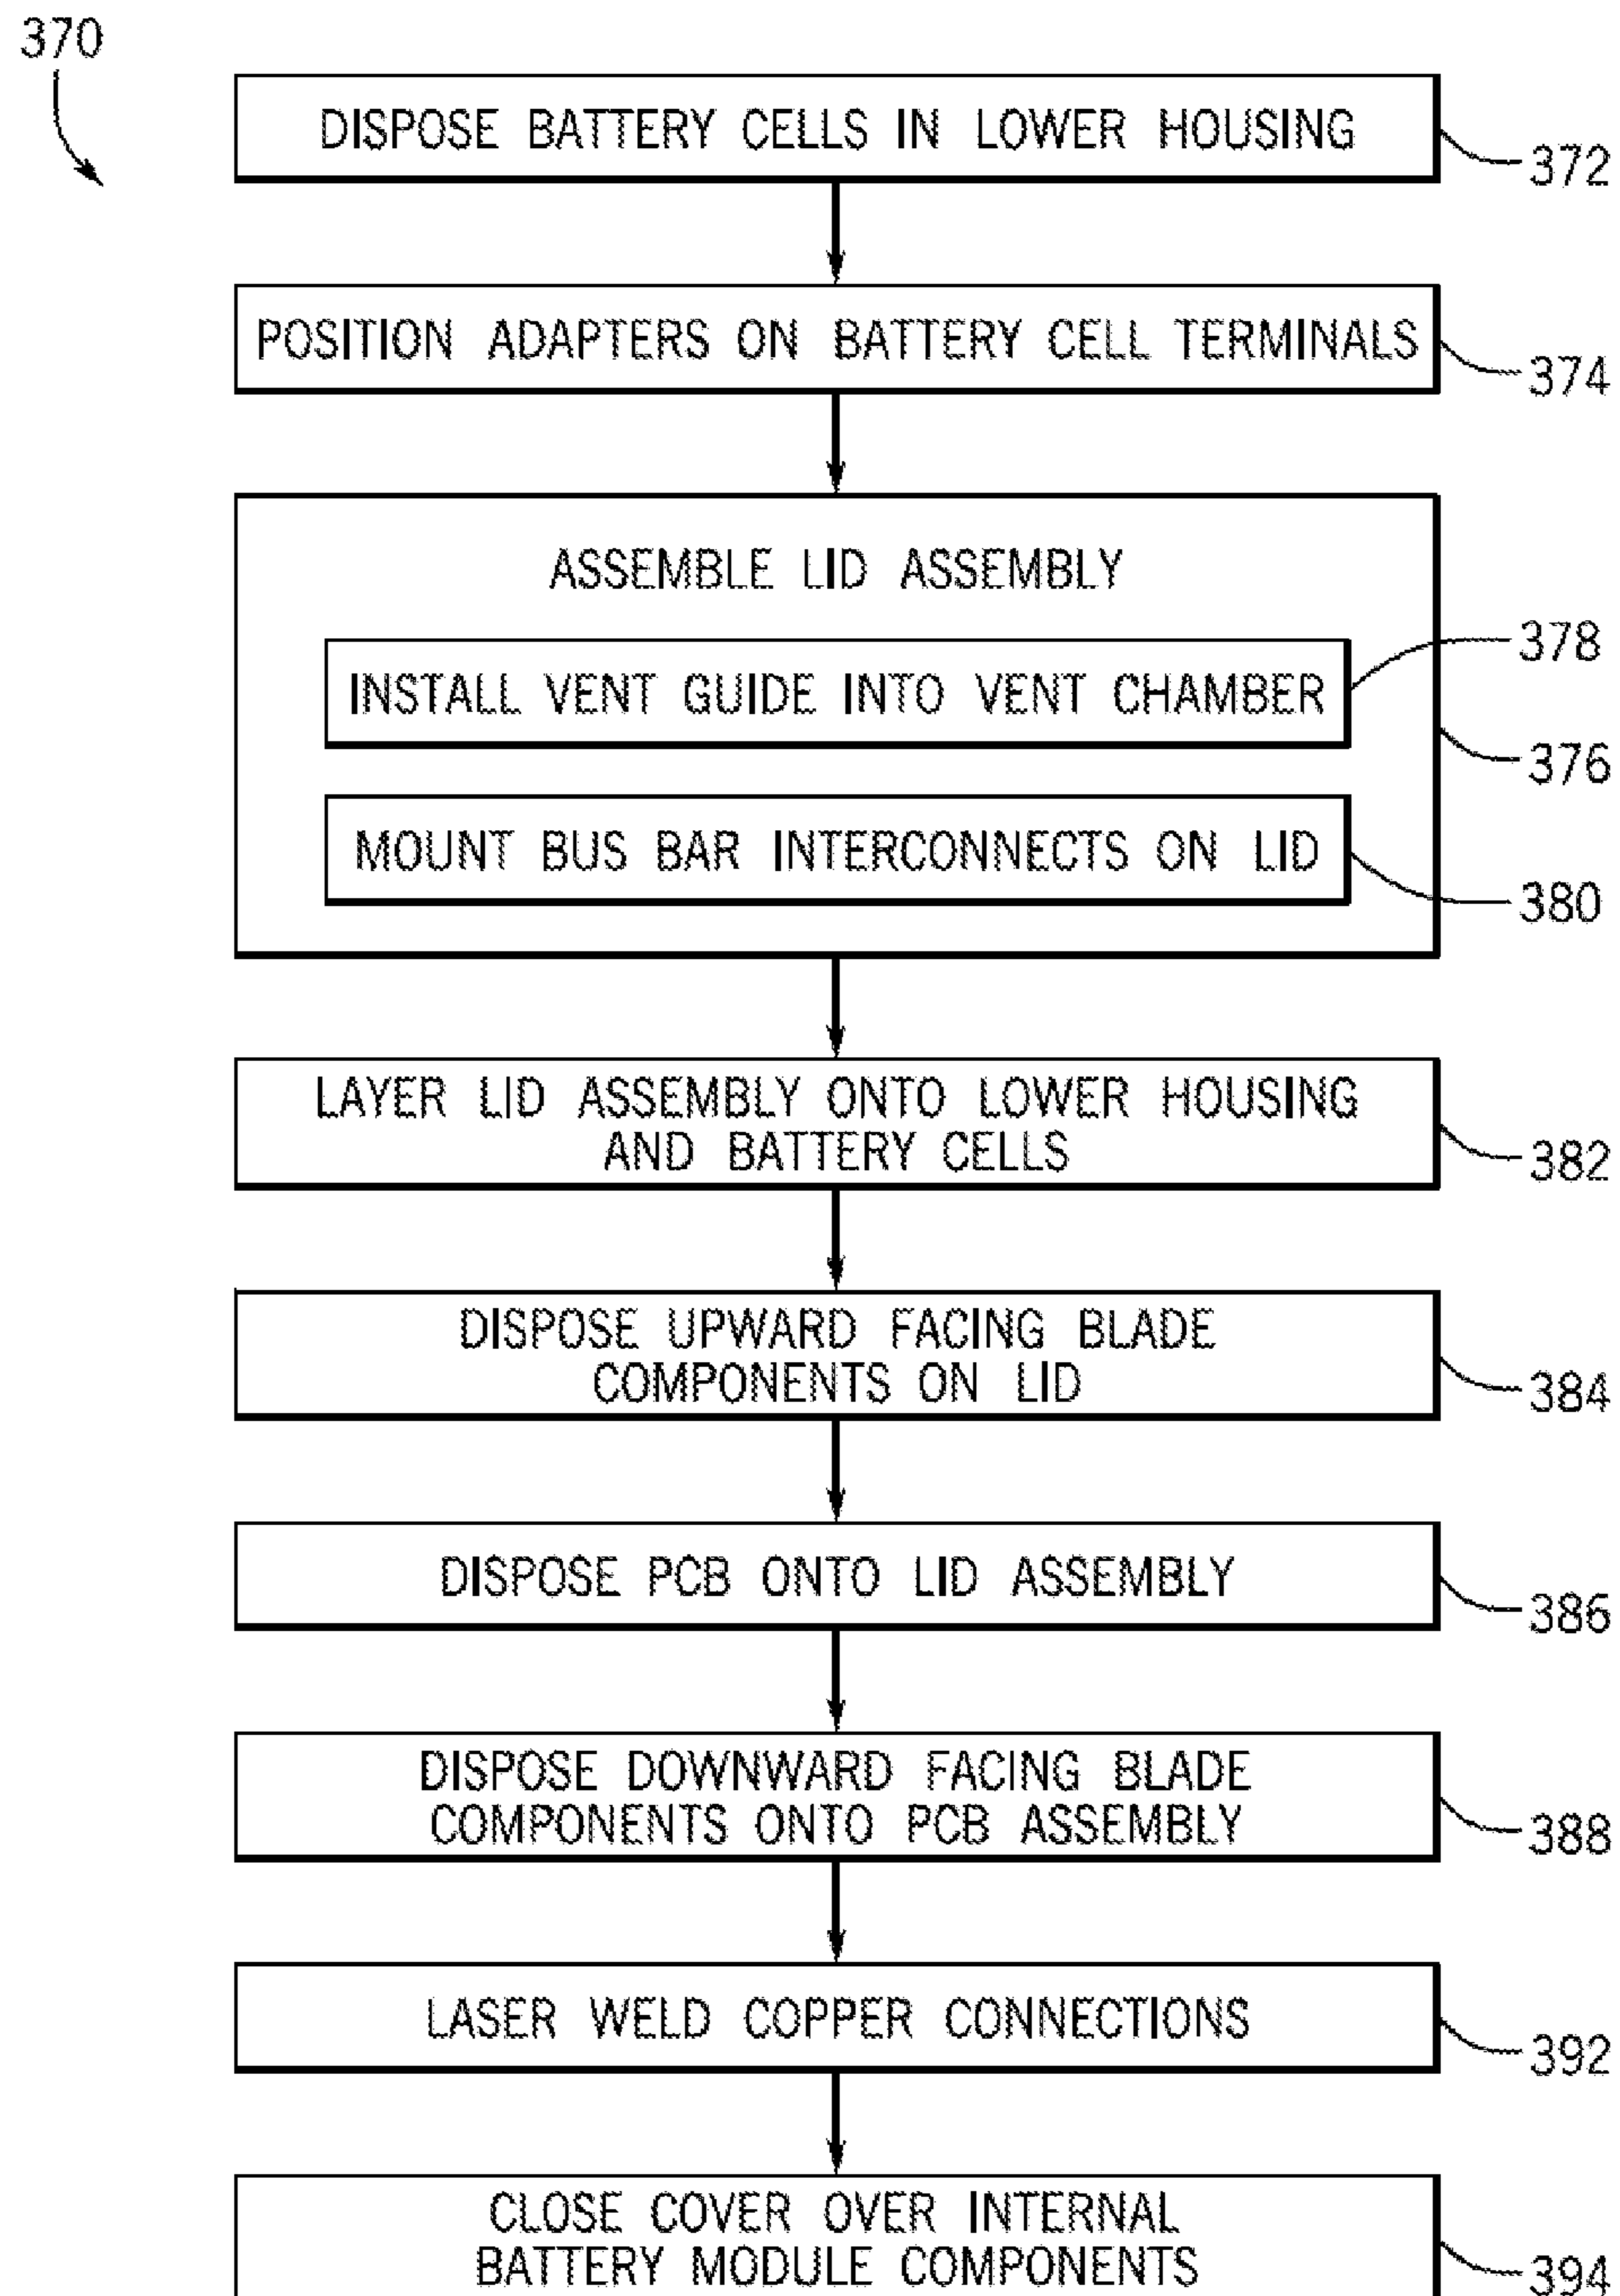 370
DISPOSE BATTERY CELLS IN LOWER HOUSING
372
POSITION ADAPTERS ON BATTERY CELL TERMINALS
374
ASSEMBLE LID ASSEMBLY
378
INSTALL VENT GUIDE INTO VENT CHAMBER
376
MOUNT BUS BAR INTERCONNECTS ON LID
380
LAYER LID ASSEMBLY ONTO LOWER HOUSING
AND BATTERY CELLS
382
DISPOSE UPWARD FACING BLADE
COMPONENTS ON LID
384
DISPOSE PCB ONTO LID ASSEMBLY
386
DISPOSE DOWNWARD FACING BLADE
COMPONENTS ONTO PCB ASSEMBLY
388
LASER WELD COPPER CONNECTIONS
392
CLOSE COVER OVER INTERNAL
BATTERY MODULE COMPONENTS
394